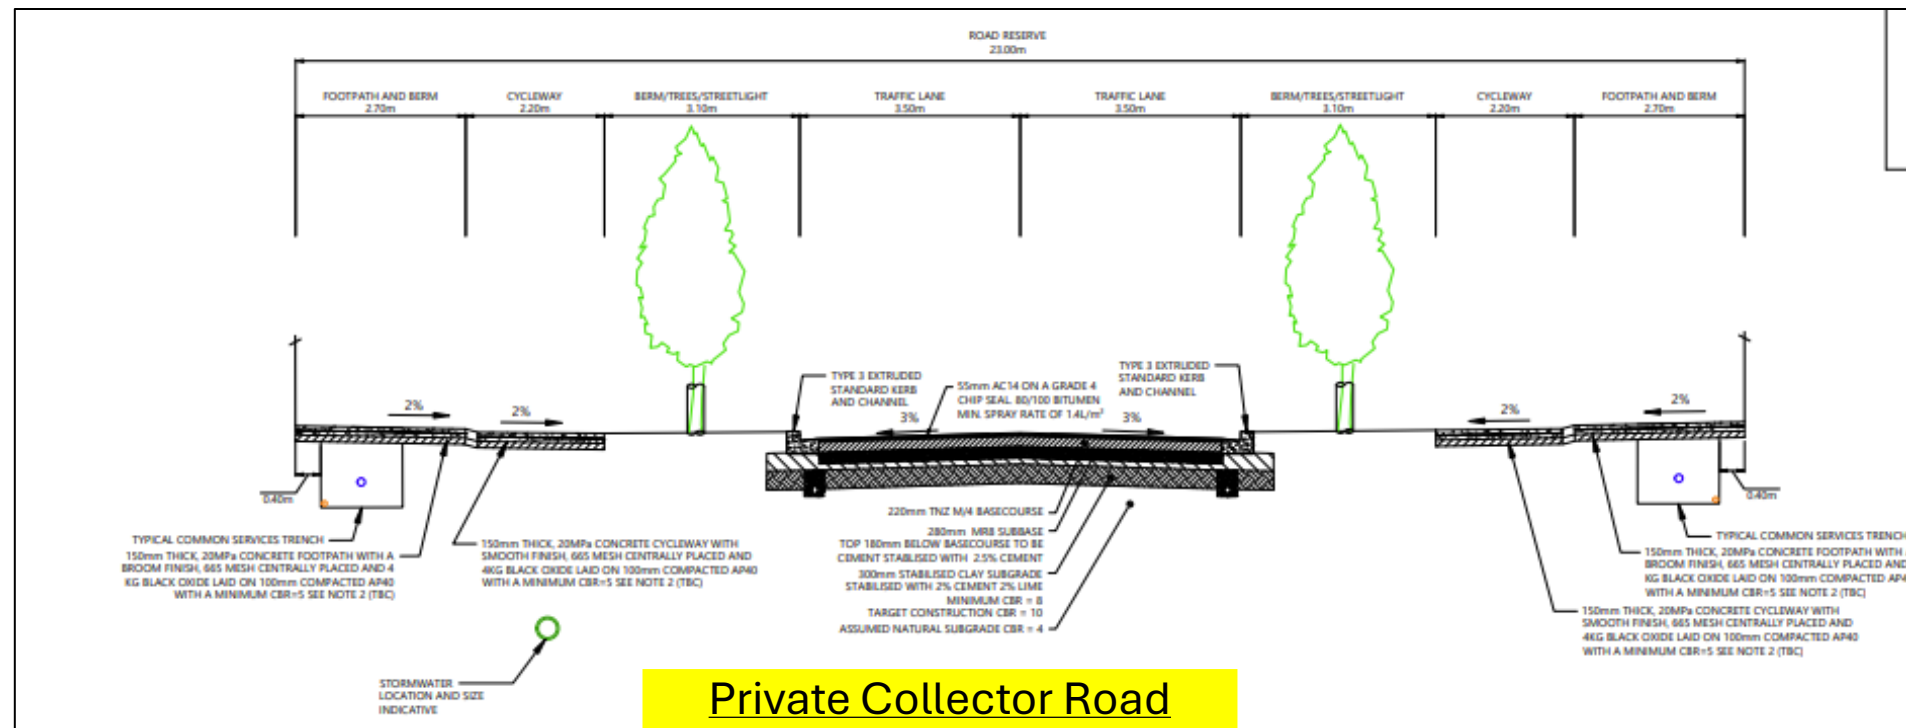 ROAD RESERVE
23.00m
FOOTPATH AND BERM
2.70m
CYCLEWAY
2.20m
BERM/TREES/STREETLIGHT
3.10m
TRAFFIC LANE
3.50m
TRAFFIC LANE
3.50m
BERM/TREES/STREETLIGHT
3.10m
CYCLEWAY
2.20m
FOOTPATH AND BERM
2.70m
TYPE 3 EXTRUDED
STANDARD KERB
AND CHANNEL
55mm AC14 ON A GRADE 4
CHIP SEAL. 80/100 BITUMEN
MIN. SPRAY RATE OF 1.4L/m²
TYPE 3 EXTRUDED
STANDARD KERB
AND CHANNEL
2%
2%
3%
3%
2%
2%
0.40m
0.40m
TYPICAL COMMON SERVICES TRENCH
150mm THICK, 20MPa CONCRETE FOOTPATH WITH A
BROOM FINISH, 665 MESH CENTRALLY PLACED AND 4
KG BLACK OXIDE LAID ON 100mm COMPACTED AP40
WITH A MINIMUM CBR=5 SEE NOTE 2 (TBC)
150mm THICK, 20MPa CONCRETE CYCLEWAY WITH
SMOOTH FINISH, 665 MESH CENTRALLY PLACED AND
4KG BLACK OXIDE LAID ON 100mm COMPACTED AP40
WITH A MINIMUM CBR=5 SEE NOTE 2 (TBC)
220mm TNZ M/4 BASECOURSE
280mm MR8 SUBBASE
TOP 180mm BELOW BASECOURSE TO BE
CEMENT STABLISED WITH 2.5% CEMENT
300mm STABILISED CLAY SUBGRADE
STABILISED WITH 2% CEMENT 2% LIME
MINIMUM CBR = 8
TARGET CONSTRUCTION CBR = 10
ASSUMED NATURAL SUBGRADE CBR = 4
TYPICAL COMMON SERVICES TRENCH
150mm THICK, 20MPa CONCRETE FOOTPATH WITH
BROOM FINISH, 665 MESH CENTRALLY PLACED AND
KG BLACK OXIDE LAID ON 100mm COMPACTED AP4
WITH A MINIMUM CBR=5 SEE NOTE 2 (TBC)
150mm THICK, 20MPa CONCRETE CYCLEWAY WITH
SMOOTH FINISH, 665 MESH CENTRALLY PLACED AND
4KG BLACK OXIDE LAID ON 100mm COMPACTED AP40
WITH A MINIMUM CBR=5 SEE NOTE 2 (TBC)
STORMWATER
LOCATION AND SIZE
INDICATIVE
Private Collector Road